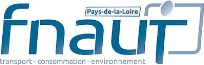 Pays-de-la-Loire
fnaut
transport - consommation - environnement